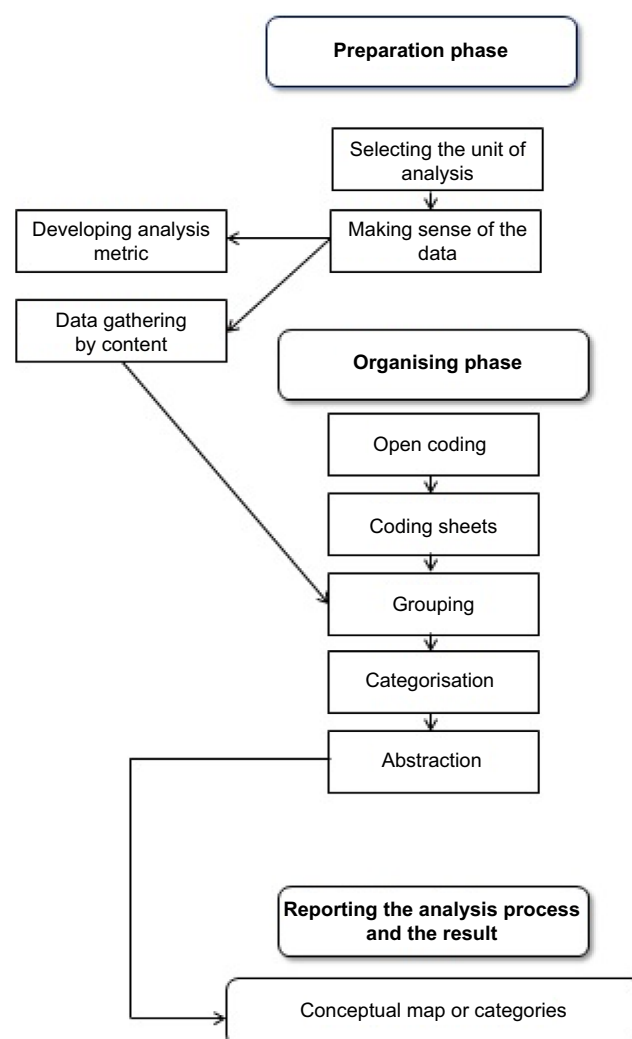 Preparation phase
Selecting the unit of
analysis
Developing analysis
metric
Making sense of the
data
Data gathering
by content
Organising phase
Open coding
Coding sheets
Grouping
Categorisation
Abstraction
Reporting the analysis process
and the result
Conceptual map or categories